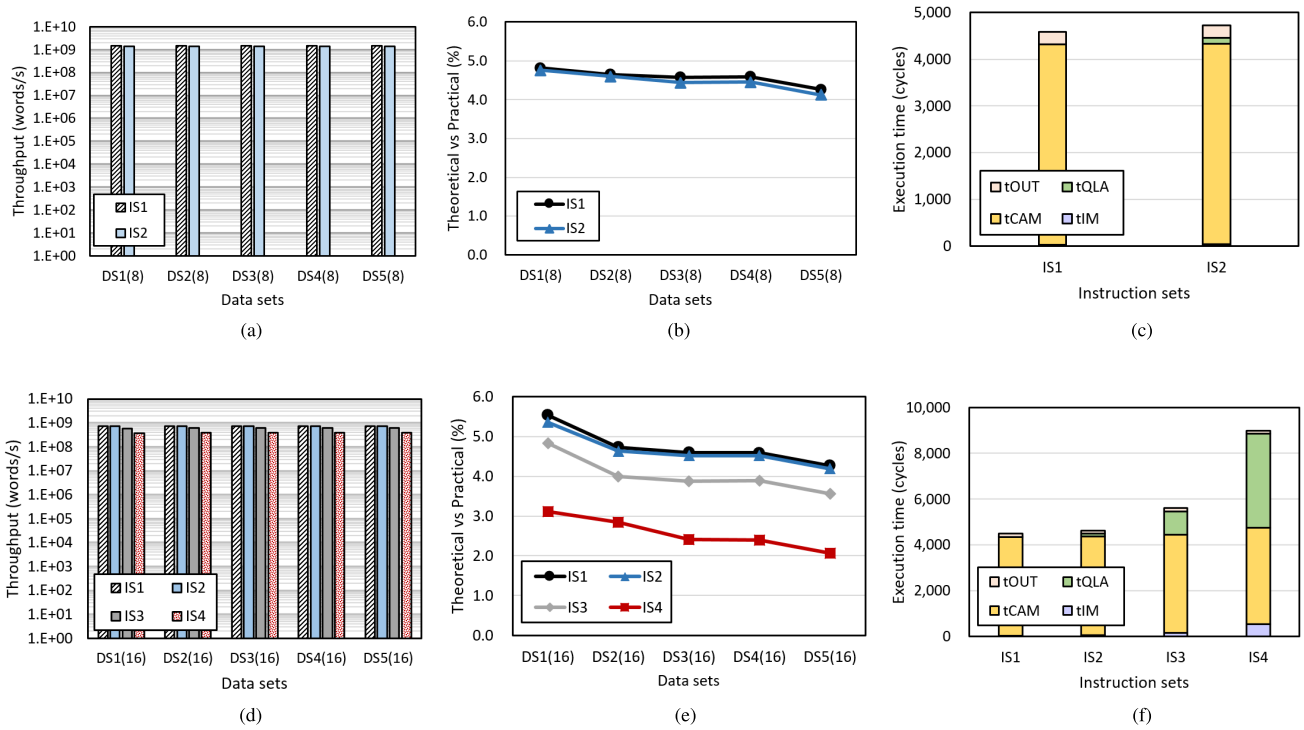 1.E+10
1.E+09
1.E+08
1.E+07
1.E+06
1.E+05
1.E+04
1.E+03
1.E+02
1.E+01
1.E+00
Throughput (words/s)
IS1
IS2
DS1(8) DS2(8) DS3(8) DS4(8) DS5(8)
Data sets
(a)
6.0
5.0
4.0
3.0
2.0
1.0
0.0
Theoretical vs Practical (%)
IS1
IS2
DS1(8) DS2(8) DS3(8) DS4(8) DS5(8)
Data sets
(b)
5,000
4,000
3,000
2,000
1,000
0
Execution time (cycles)
tOUT tQLA
tCAM tIM
IS1 IS2
Instruction sets
(c)
1.E+10
1.E+09
1.E+08
1.E+07
1.E+06
1.E+05
1.E+04
1.E+03
1.E+02
1.E+01
1.E+00
Throughput (words/s)
IS1 IS2
IS3 IS4
DS1(16) DS2(16) DS3(16) DS4(16) DS5(16)
Data sets
(d)
6.0
5.0
4.0
3.0
2.0
1.0
0.0
Theoretical vs Practical (%)
IS1 IS2
IS3 IS4
DS1(16) DS2(16) DS3(16) DS4(16) DS5(16)
Data sets
(e)
10,000
8,000
6,000
4,000
2,000
0
Execution time (cycles)
tOUT tQLA
tCAM tIM
IS1 IS2 IS3 IS4
Instruction sets
(f)